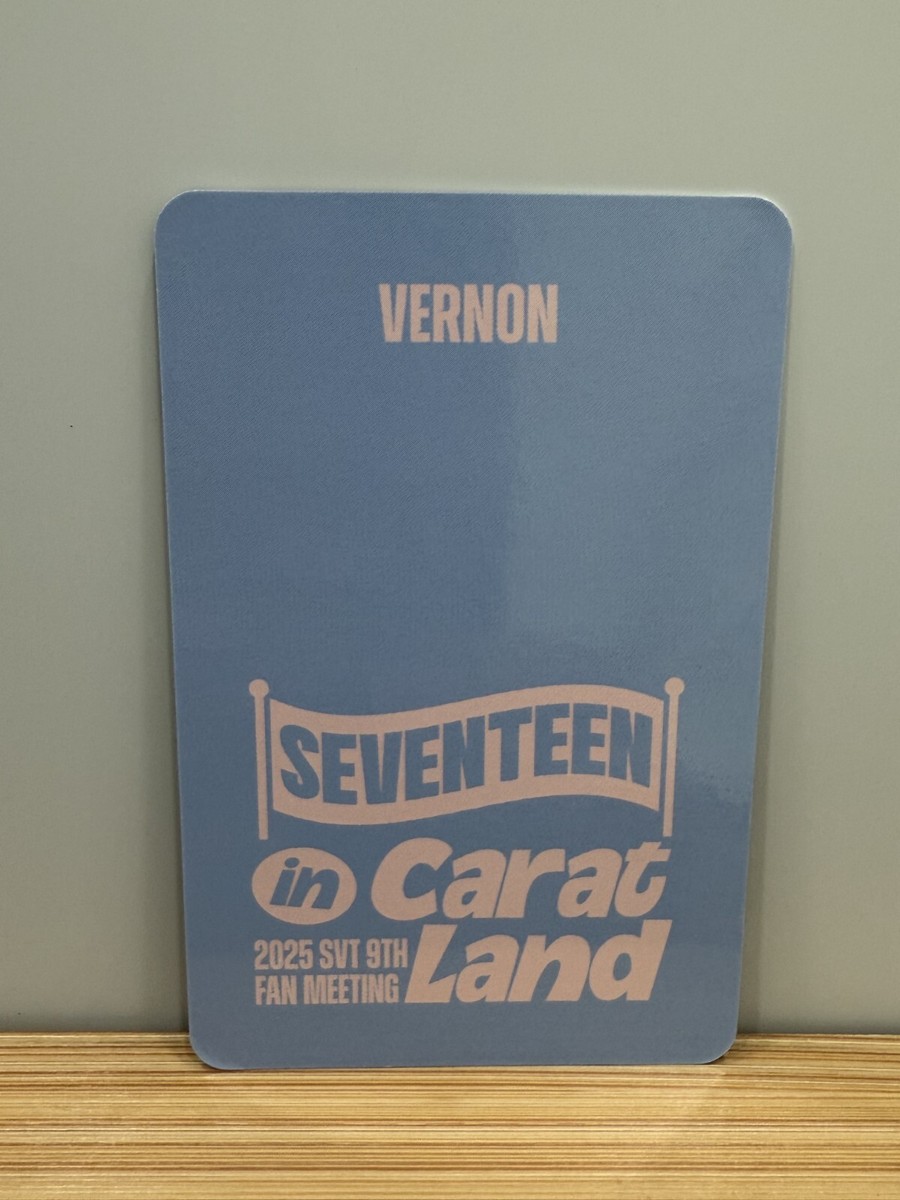 VERNON
SEVENTEEN
in Carat
2025 SVT 9TH
FAN MEETING
Land